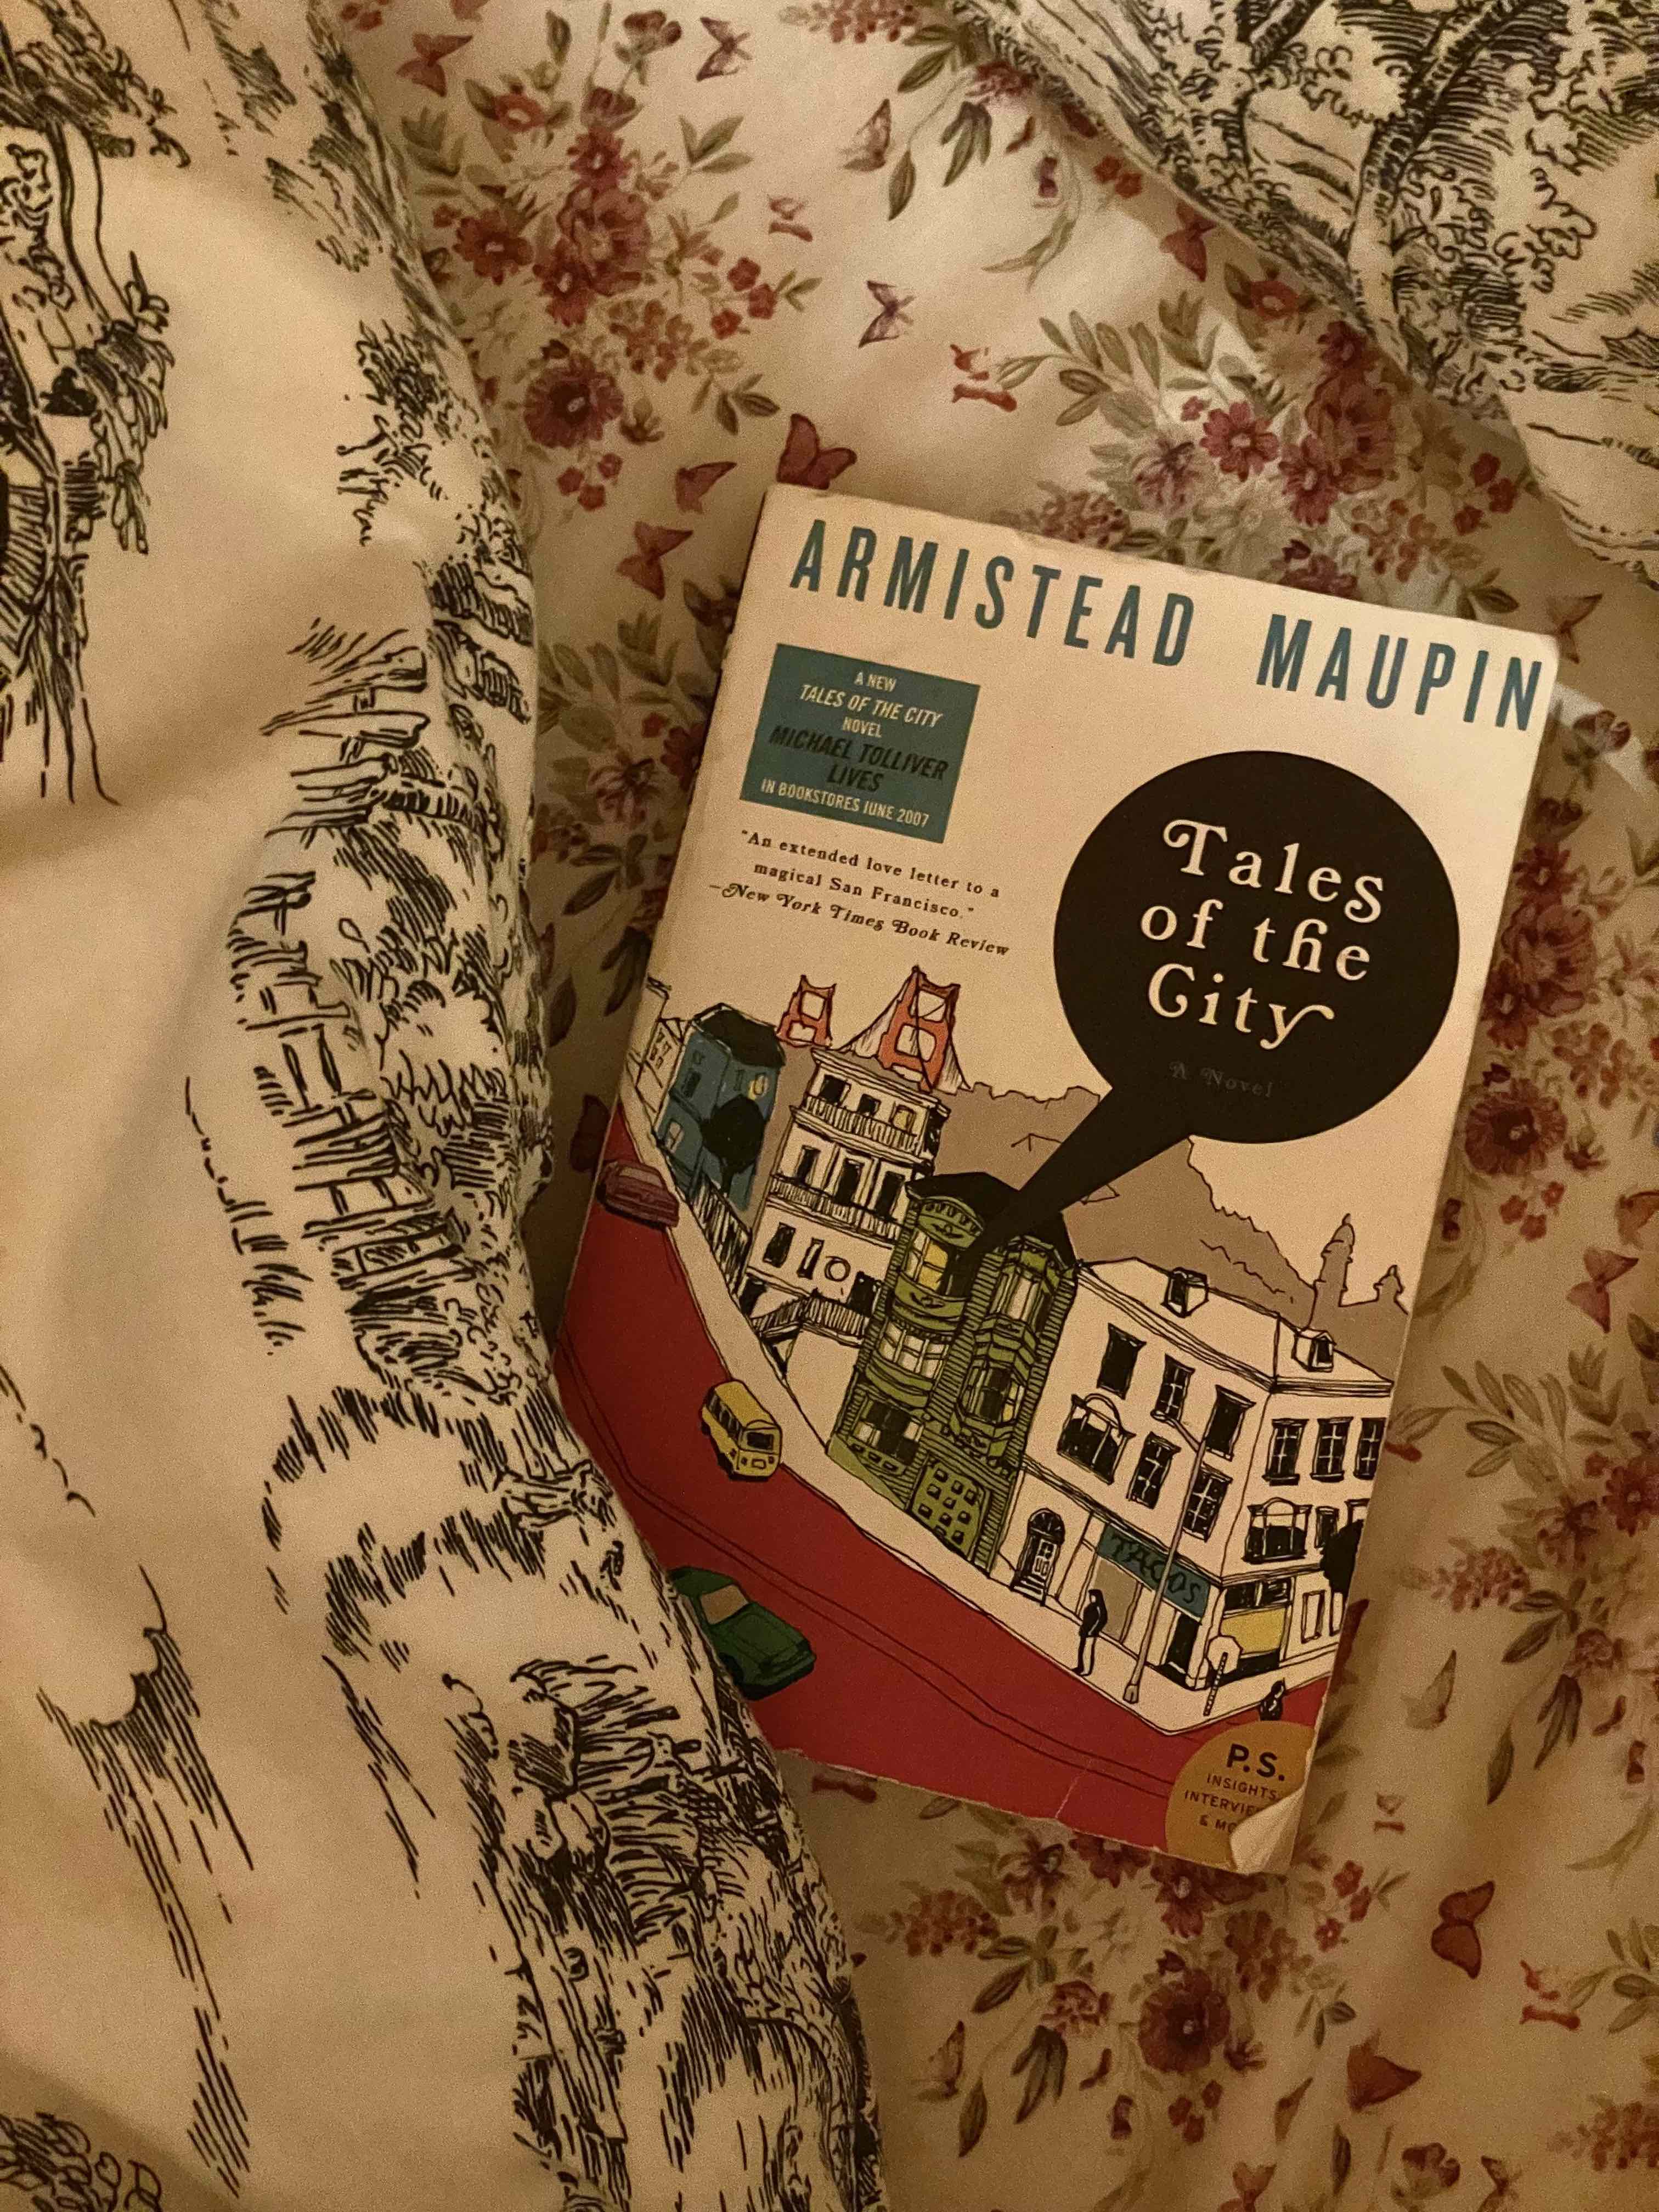 ARMISTEAD MAUPIN
A NEW
TALES OF THE CITY
NOVEL
MICHAEL TOLLIVER
LIVES
IN BOOKSTORES JUNE 2007
"An extended love letter to a
magical San Francisco."
—New York Times Book Review
Tales
of the
City
A Novel
TACOS
P.S.
INSIGHTS,
&